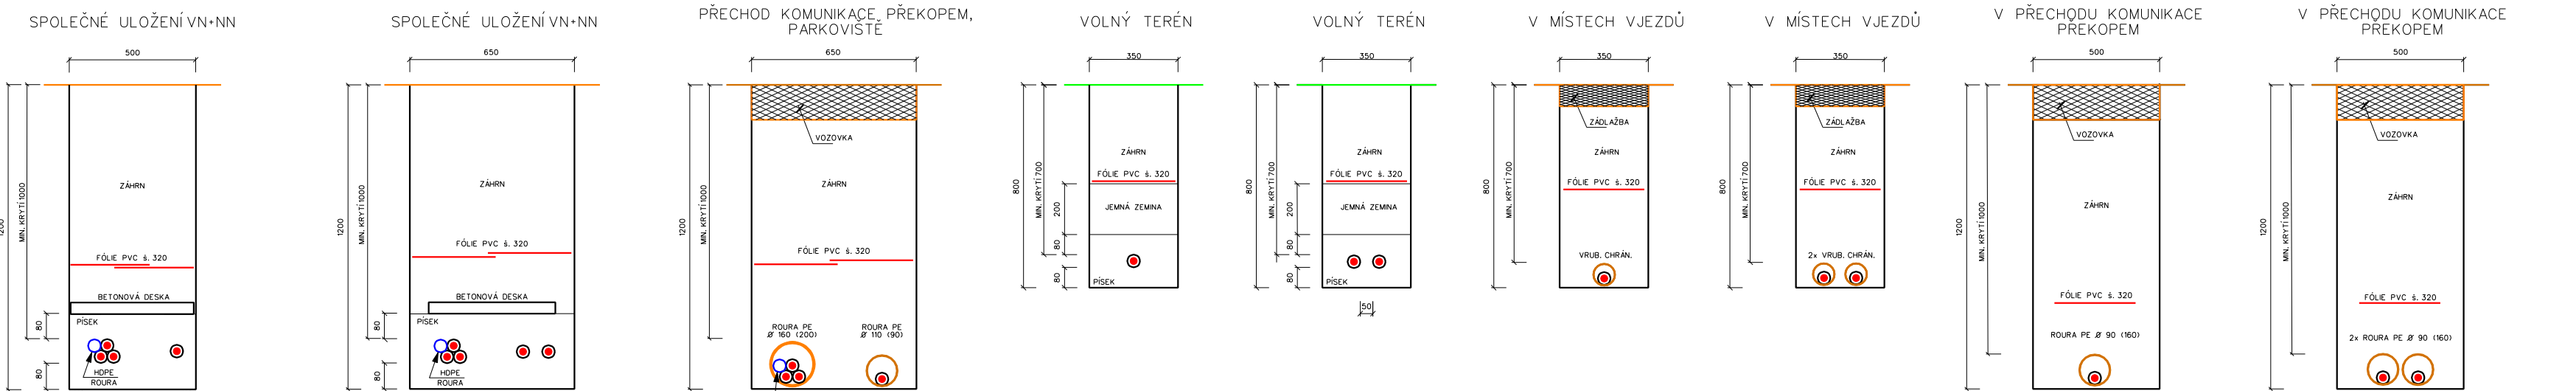 SPOLEČNÉ ULOŽENÍ VN+NN
500
1200
MIN. KRYTÍ 1000
ZÁHRN
FÓLIE PVC š. 320
BETONOVÁ DESKA
PÍSEK
80
80
HDPE
ROURA
SPOLEČNÉ ULOŽENÍ VN+NN
650
1200
MIN. KRYTÍ 1000
ZÁHRN
FÓLIE PVC š. 320
BETONOVÁ DESKA
PÍSEK
80
80
HDPE
ROURA
PŘECHOD KOMUNIKACE PŘEKOPEM,
PARKOVIŠTĚ
650
1200
MIN. KRYTÍ 1000
VOZOVKA
ZÁHRN
FÓLIE PVC š. 320
ROURA PE
Ø 160 (200)
ROURA PE
Ø 110 (90)
VOLNÝ TERÉN
350
800
MIN. KRYTÍ 700
ZÁHRN
FÓLIE PVC š. 320
200
JEMNÁ ZEMINA
80
80
PÍSEK
VOLNÝ TERÉN
350
800
MIN. KRYTÍ 700
ZÁHRN
FÓLIE PVC š. 320
200
JEMNÁ ZEMINA
80
80
PÍSEK
50
V MÍSTECH VJEZDŮ
350
800
MIN. KRYTÍ 700
ZÁDLAŽBA
ZÁHRN
FÓLIE PVC š. 320
VRUB. CHRÁN.
V MÍSTECH VJEZDŮ
350
800
MIN. KRYTÍ 700
ZÁDLAŽBA
ZÁHRN
FÓLIE PVC š. 320
2x VRUB. CHRÁN.
V PŘECHODU KOMUNIKACE
PŘEKOPEM
500
1200
MIN. KRYTÍ 1000
VOZOVKA
ZÁHRN
FÓLIE PVC š. 320
ROURA PE Ø 90 (160)
V PŘECHODU KOMUNIKACE
PŘEKOPEM
500
1200
MIN. KRYTÍ 1000
VOZOVKA
ZÁHRN
FÓLIE PVC š. 320
2x ROURA PE Ø 90 (160)